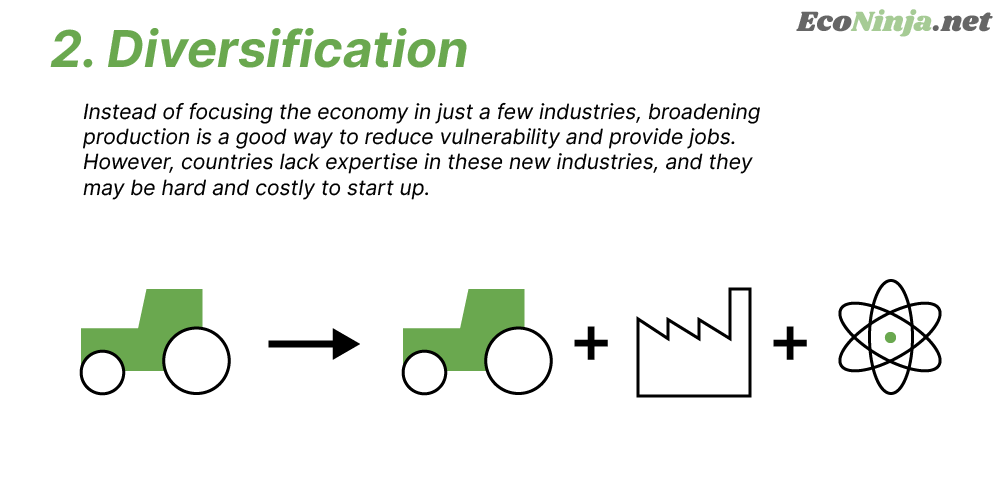 EcoNinja.net
2. Diversification
Instead of focusing the economy in just a few industries, broadening
production is a good way to reduce vulnerability and provide jobs.
However, countries lack expertise in these new industries, and they
may be hard and costly to start up.